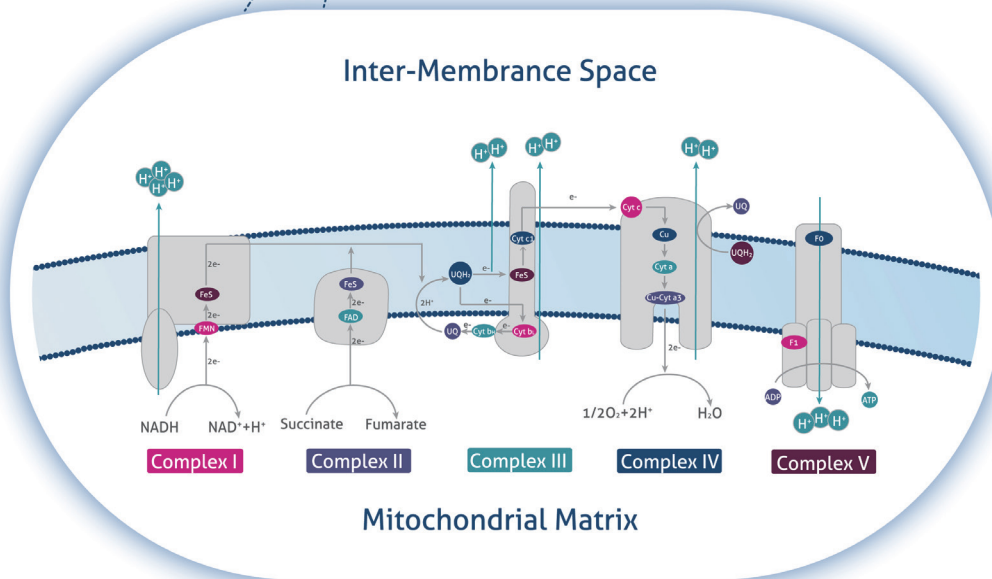 Inter-Membrance Space
H⁺ H⁺ H⁺ H⁺
H⁺ H⁺
H⁺ H⁺
H⁺ H⁺
2e-
FeS
2e-
FMN
2e-
NADH
NAD⁺+H⁺
Complex I
FeS
2e-
FAD
2e-
Succinate
Fumarate
Complex II
2H⁺
UQH₂
e-
FeS
Cyt c1
e-
Cyt b
e-
Cyt b
e-
UQ
Complex III
e-
Cyt c
Cu
Cyt a
Cu-Cyt a3
2e-
UQ
UQH₂
1/2O₂+2H⁺
H₂O
Complex IV
F0
F1
ADP
ATP
H⁺ H⁺ H⁺
Complex V
Mitochondrial Matrix